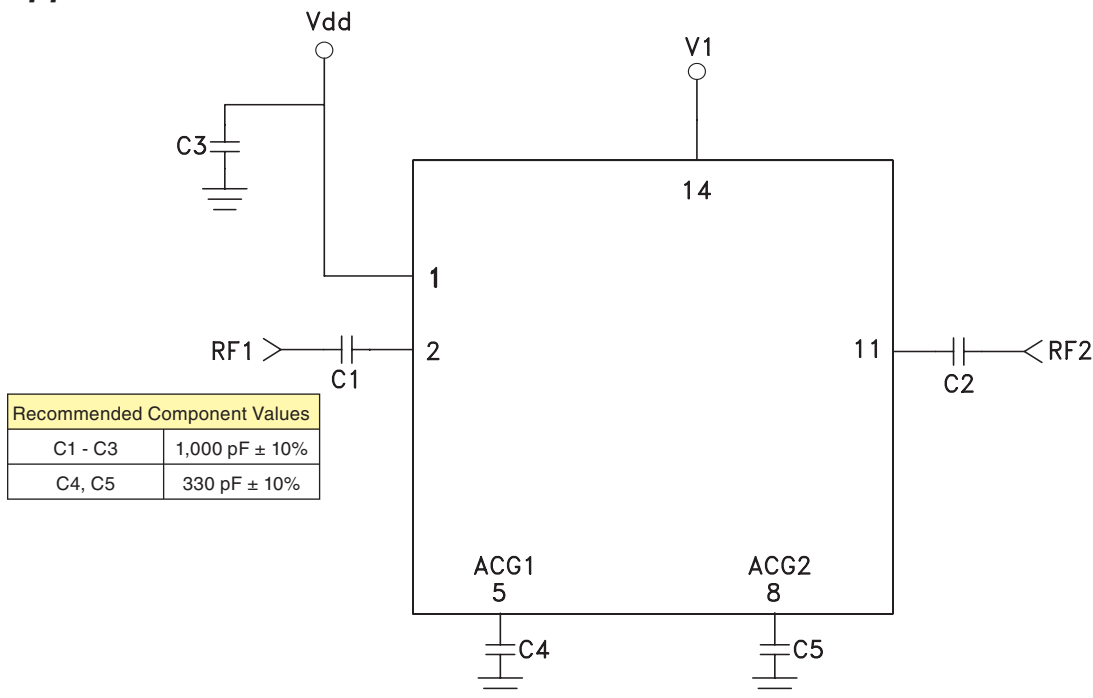 Vdd
V1
C3
14
1
RF1
2
11
RF2
C1
C2
Recommended Component Values
C1 - C3 1,000 pF ± 10%
C4, C5 330 pF ± 10%
ACG1
5
ACG2
8
C4
C5